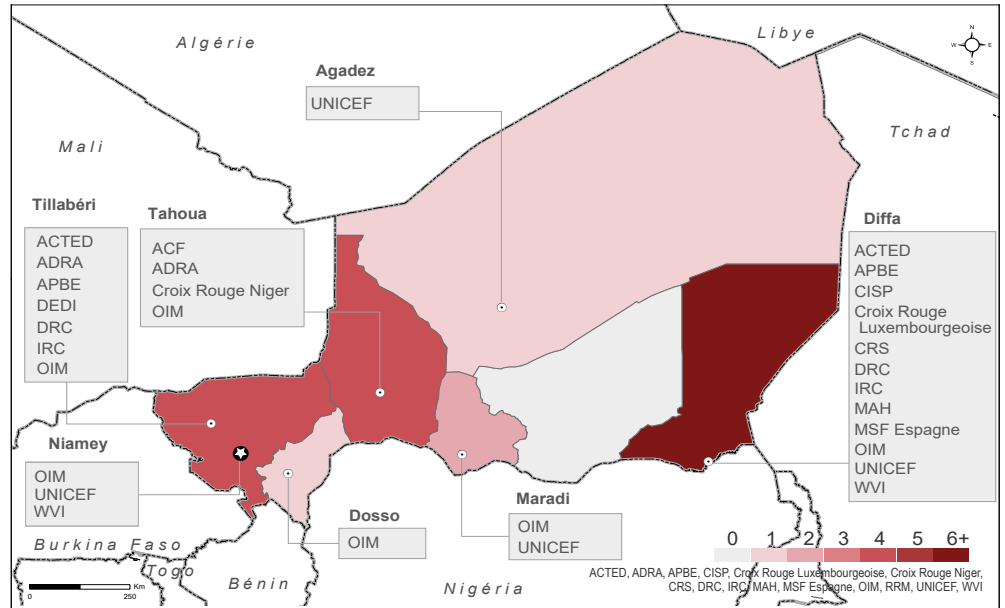 Algérie
Libye
N
W E
S
Agadez
UNICEF
Tchad
Mali
Tillabéri
ACTED
ADRA
APBE
DEDI
DRC
IRC
OIM
Tahoua
ACF
ADRA
Croix Rouge Niger
OIM
Diffa
ACTED
APBE
CISP
Croix Rouge
Luxembourgeoise
CRS
DRC
IRC
MAH
MSF Espagne
OIM
UNICEF
WVI
Niamey
OIM
UNICEF
WVI
Dosso
OIM
Maradi
OIM
UNICEF
Burkina Faso
Togo
Bénin
Nigéria
0 Km
250
0 1 2 3 4 5 6+
ACTED, ADRA, APBE, CISP, Croix Rouge Luxembourgeoise, Croix Rouge Niger,
CRS, DRC, IRC, MAH, MSF Espagne, OIM, RRM, UNICEF, WVI